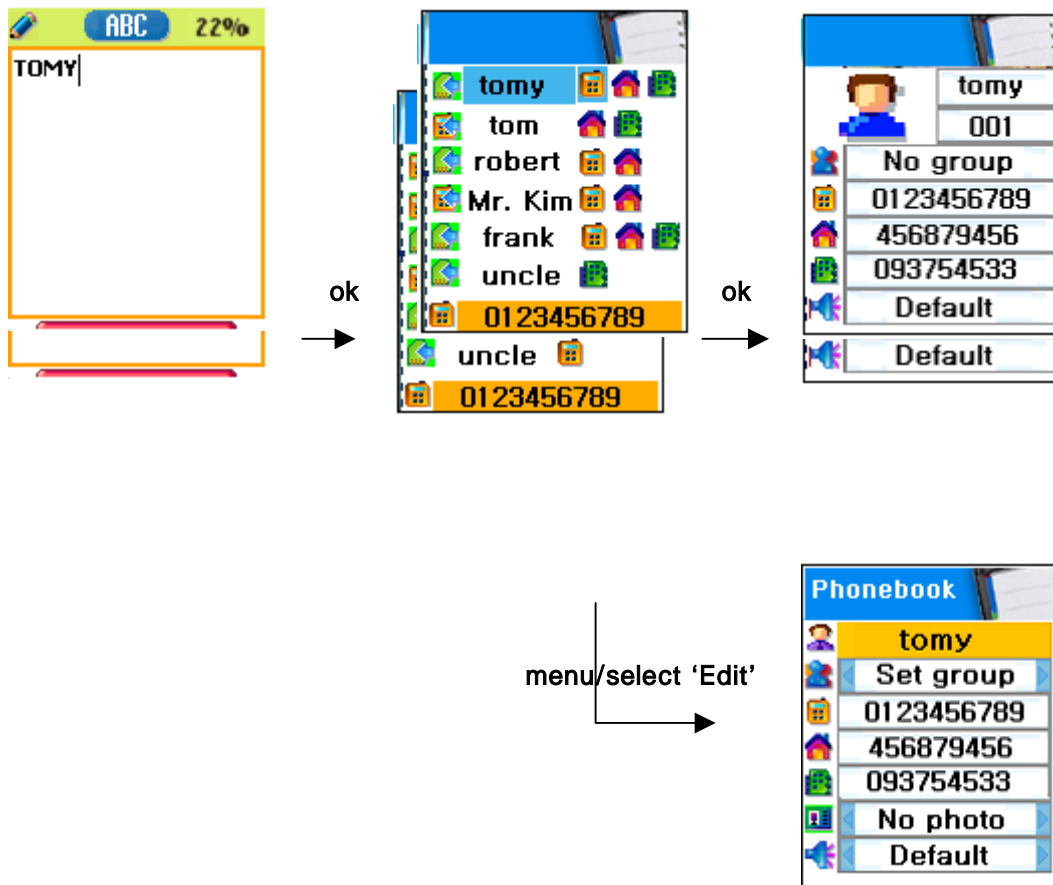 ABC 22%
TOMY
ok
tomy
tom
robert
Mr. Kim
frank
uncle
0123456789
uncle
0123456789
ok
tomy
001
No group
0123456789
456879456
093754533
Default
Default
menu/select ‘Edit’
Phonebook
tomy
Set group
0123456789
456879456
093754533
No photo
Default